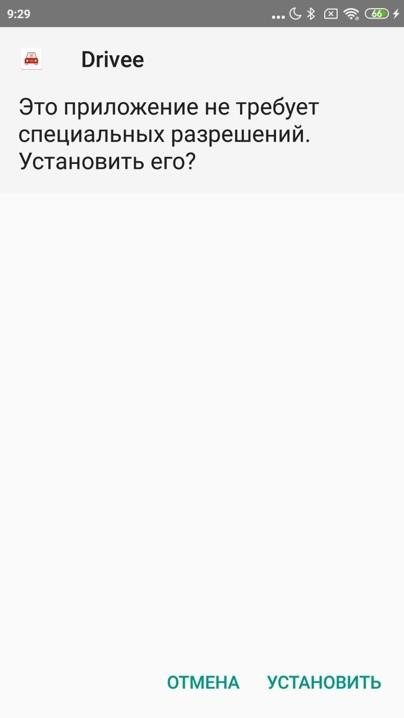 9:29
66
Drivee
Это приложение не требует
специальных разрешений.
Установить его?
ОТМЕНА УСТАНОВИТЬ